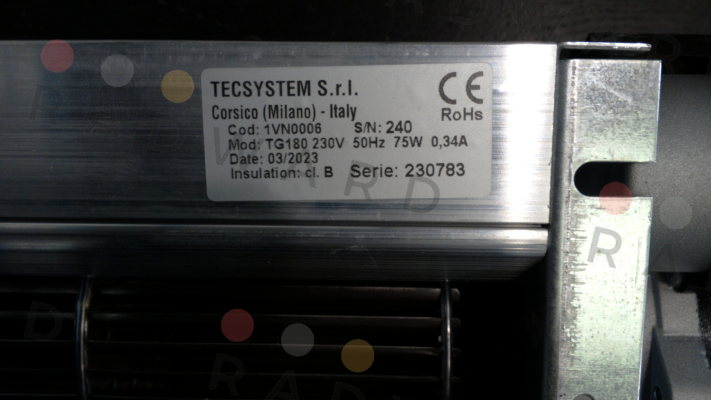 TECSYSTEM S.r.l.
Corsico (Milano) - Italy
CE
RoHs
Cod: 1VN0006 S/N: 240
Mod: TG180 230V 50Hz 75W 0,34A
Date: 03/2023
Insulation: cl. B Serie: 230783